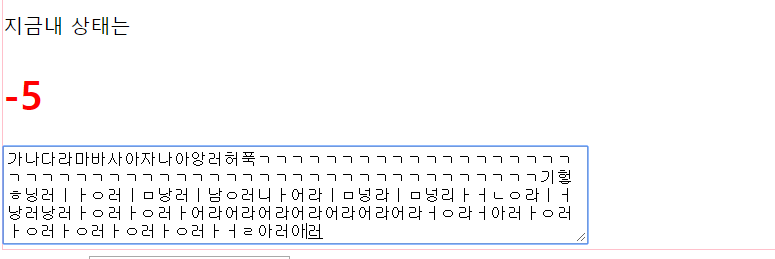 지금내 상태는
-5
가나다라마바사아자나아앙러허푹ㄱㄱㄱㄱㄱㄱㄱㄱㄱㄱㄱㄱㄱㄱㄱㄱㄱ
ㄱㄱㄱㄱㄱㄱㄱㄱㄱㄱㄱㄱㄱㄱㄱㄱㄱㄱㄱㄱㄱㄱㄱㄱㄱㄱㄱㄱㄱ기헣
ㅎ닝러ㅣㅏㅇ러ㅣㅁ낭러ㅣ남ㅇ러니ㅏ어라ㅣㅁ넝라ㅣㅁ넝리ㅏㅓㄴㅇ라ㅣㅓ
낭러낭러ㅏㅇ러ㅏㅇ러ㅏ어라어라어라어라어라어라어라ㅓㅇ라ㅓ아러ㅏㅇ러
ㅏㅇ러ㅏㅇ러ㅏㅇ러ㅏㅇ러ㅏㅓㄹ아러애러